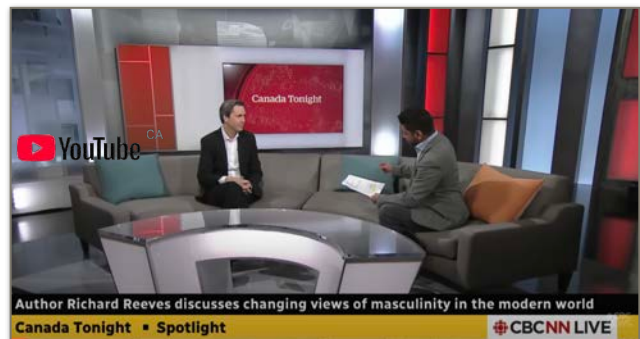 Canada Tonight
YouTube CA
Author Richard Reeves discusses changing views of masculinity in the modern world
Canada Tonight ▪ Spotlight
CBCNN LIVE